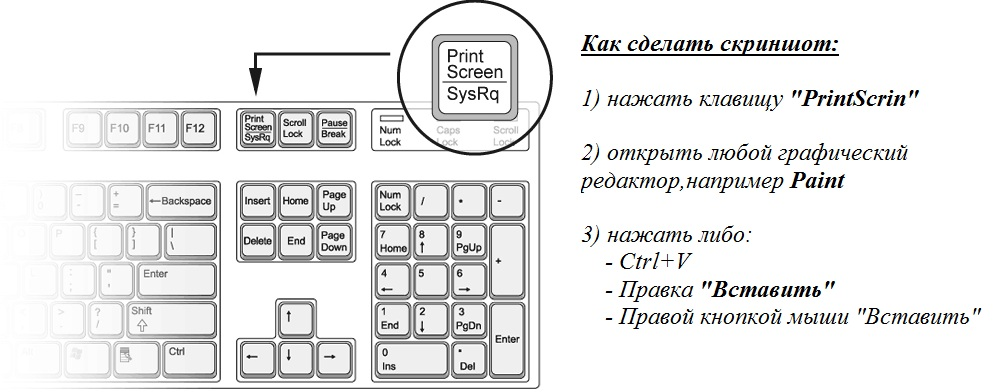 Print
Screen
SysRq
Как сделать скриншот:
1) нажать клавищу "PrintScrin"
2) открыть любой графический
редактор,например Paint
3) нажать либо:
- Ctrl+V
- Правка "Вставить"
- Правой кнопкой мыши "Вставить"
F9 F10 F11 F12
Print
Screen
SysRq
Scroll
Lock
Pause
Break
Num
Lock
Caps
Lock
Scroll
Lock
- _
+ =
←Backspace
Insert Home Page
Up
Num
Lock
/ * -
P
{ [
} ]
| \
Delete End Page
Down
7
Home
8
↑
9
PgUp
+
" '
Enter
4
←
5
6
→
>
.
?
/
Shift
⇧
↑
1
End
2
↓
3
PgDn
Enter
Ctrl
← ↓ →
0
Ins
.
Del